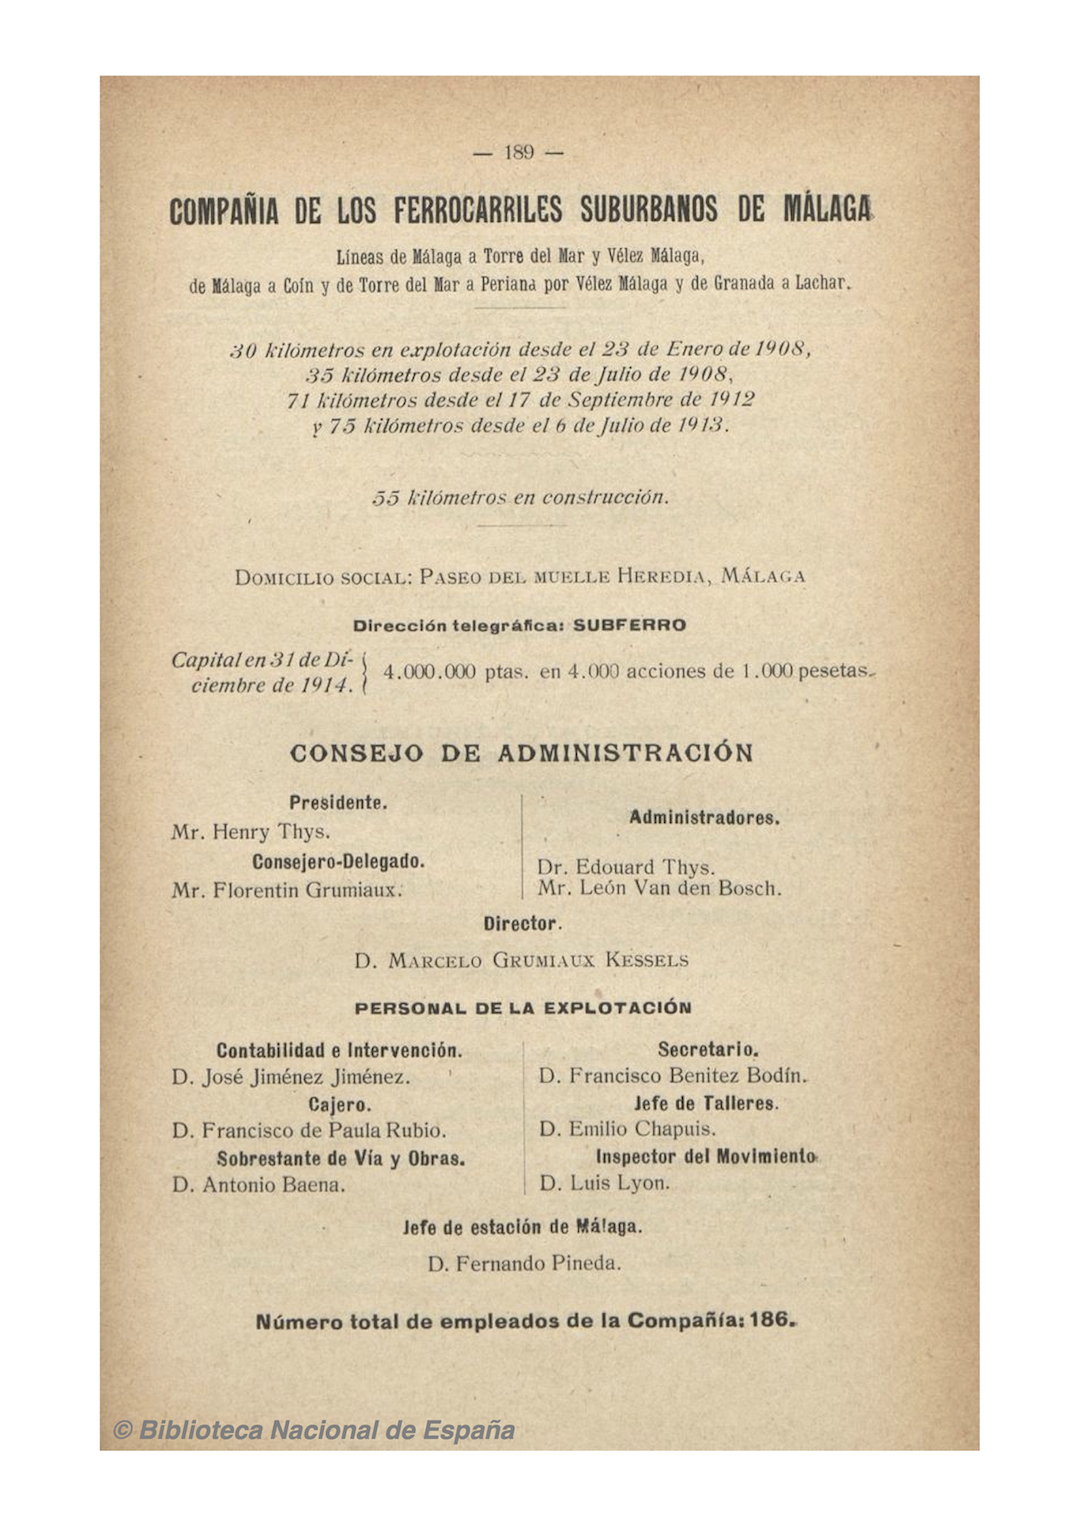 — 189 —
COMPAÑIA DE LOS FERROCARRILES SUBURBANOS DE MÁLAGA
Líneas de Málaga a Torre del Mar y Vélez Málaga,
de Málaga a Coín y de Torre del Mar a Periana por Vélez Málaga y de Granada a Lachar.
30 kilómetros en explotación desde el 23 de Enero de 1908,
35 kilómetros desde el 23 de Julio de 1908,
71 kilómetros desde el 17 de Septiembre de 1912
y 75 kilómetros desde el 6 de Julio de 1913.
55 kilómetros en construcción.
DOMICILIO SOCIAL: PASEO DEL MUELLE HEREDIA, MÁLAGA
Dirección telegráfica: SUBFERRO
Capital en 31 de Di-
ciembre de 1914.
4.000.000 ptas. en 4.000 acciones de 1.000 pesetas.
CONSEJO DE ADMINISTRACIÓN
Presidente.
Mr. Henry Thys.
Consejero-Delegado.
Mr. Florentin Grumiaux.
Administradores.
Dr. Edouard Thys.
Mr. León Van den Bosch.
Director.
D. MARCELO GRUMIAUX KESSELS
PERSONAL DE LA EXPLOTACIÓN
Contabilidad e Intervención.
D. José Jiménez Jiménez.
Cajero.
D. Francisco de Paula Rubio.
Sobrestante de Vía y Obras.
D. Antonio Baena.
Secretario.
D. Francisco Benitez Bodín.
Jefe de Talleres.
D. Emilio Chapuis.
Inspector del Movimiento
D. Luis Lyon.
Jefe de estación de Málaga.
D. Fernando Pineda.
Número total de empleados de la Compañía: 186.
© Biblioteca Nacional de España